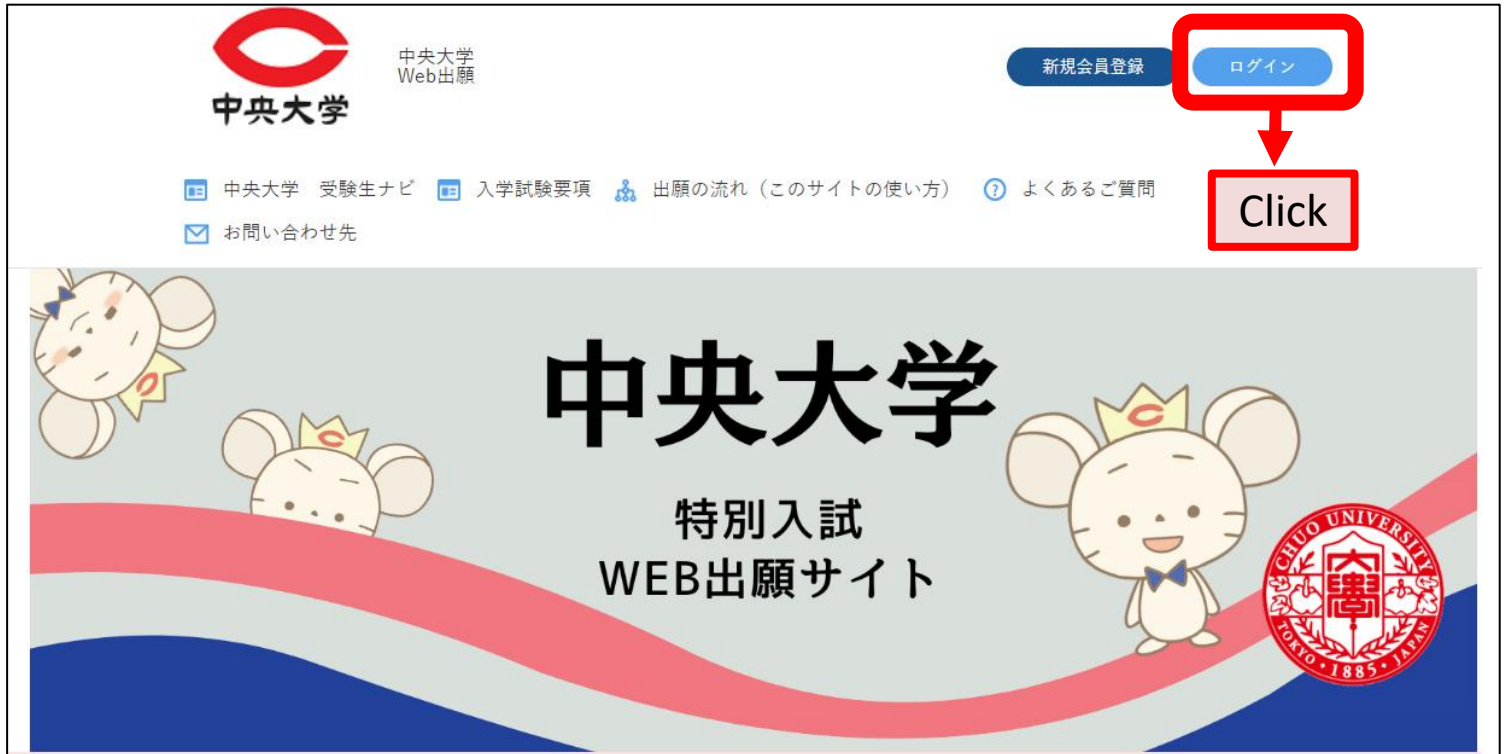 中央大学
中央大学
Web出願
新規会員登録
ログイン
中央大学 受験生ナビ
入学試験要項
出願の流れ（このサイトの使い方）
よくあるご質問
お問い合わせ先
Click
中央大学
特別入試
WEB出願サイト
CHUO UNIVERSITY
大學
TOKYO・1885・JAPAN